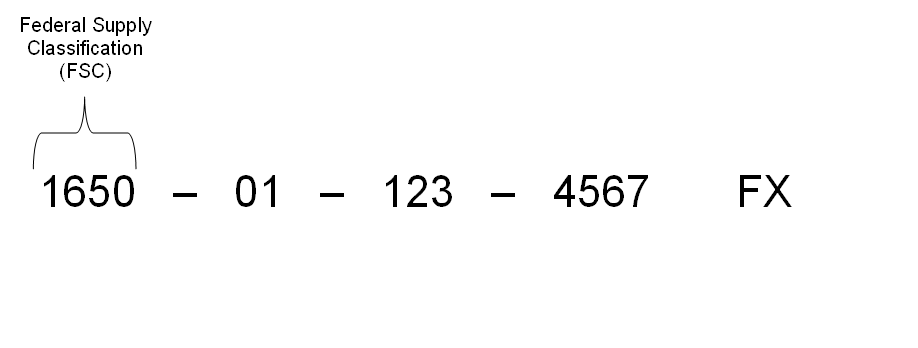 Federal Supply
Classification
(FSC)
1650 – 01 – 123 – 4567 FX